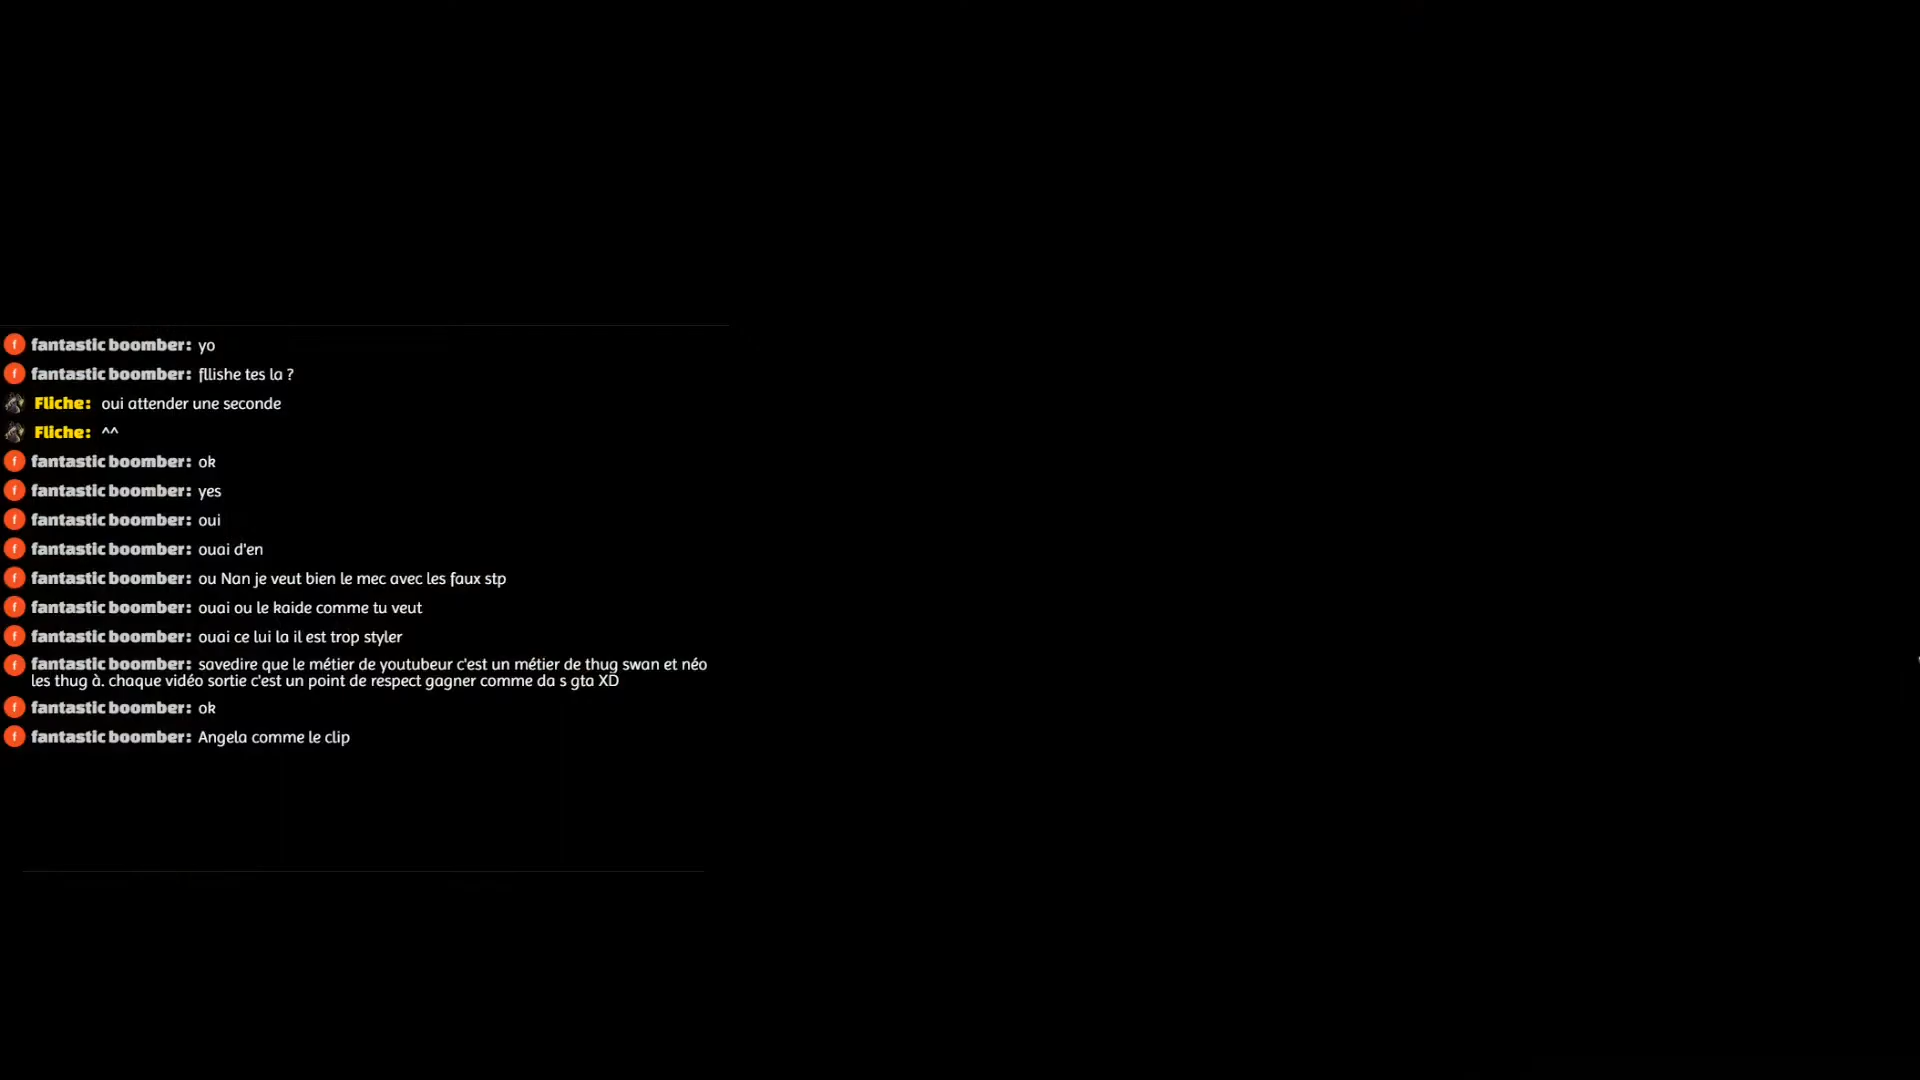 fantastic boomber: yo
fantastic boomber: fllishe tes la ?
Fliche: oui attender une seconde
Fliche: ^^
fantastic boomber: ok
fantastic boomber: yes
fantastic boomber: oui
fantastic boomber: ouai d'en
fantastic boomber: ou Nan je veut bien le mec avec les faux stp
fantastic boomber: ouai ou le kaide comme tu veut
fantastic boomber: ouai ce lui la il est trop styler
fantastic boomber: savedire que le métier de youtubeur c'est un métier de thug swan et néo
les thug à. chaque vidéo sortie c'est un point de respect gagner comme da s gta XD
fantastic boomber: ok
fantastic boomber: Angela comme le clip